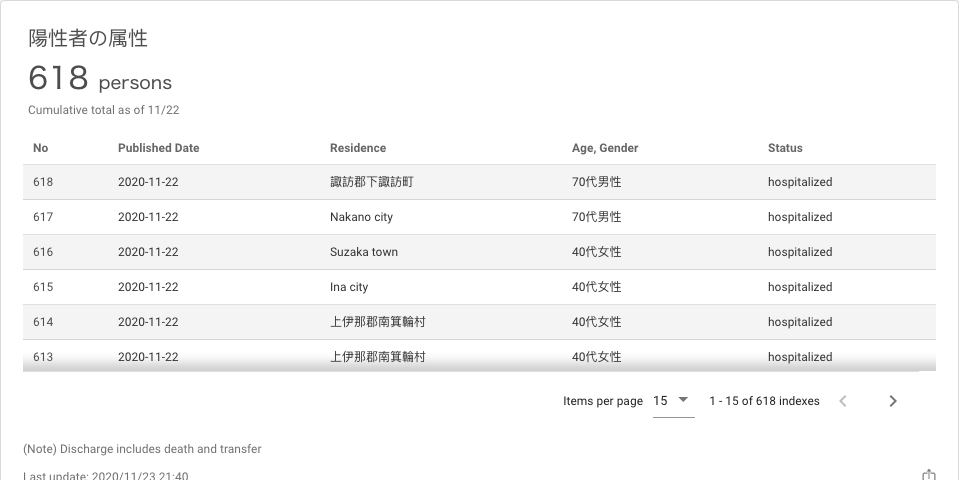 陽性者の属性
618 persons
Cumulative total as of 11/22
No Published Date Residence Age, Gender Status
618 2020-11-22 諏訪郡下諏訪町 70代男性 hospitalized
617 2020-11-22 Nakano city 70代男性 hospitalized
616 2020-11-22 Suzaka town 40代女性 hospitalized
615 2020-11-22 Ina city 40代女性 hospitalized
614 2020-11-22 上伊那郡南箕輪村 40代女性 hospitalized
613 2020-11-22 上伊那郡南箕輪村 40代女性 hospitalized
Items per page 15 1 - 15 of 618 indexes
(Note) Discharge includes death and transfer
Last update: 2020/11/23 21:40